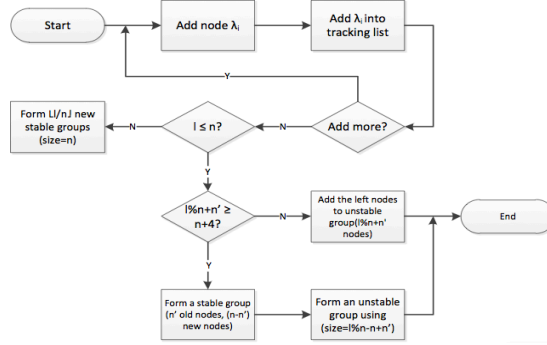 Start
Add node λᵢ
Add λᵢ into
tracking list
Y
Form ⌊l/n⌋ new
stable groups
(size=n)
N
l ≤ n?
N
Add more?
Y
l%n+n' ≥
n+4?
N
Add the left nodes
to unstable
group(l%n+n'
nodes)
End
Y
Form a stable group
(n' old nodes, (n-n')
new nodes)
Form an unstable
group using
(size=l%n-n+n')